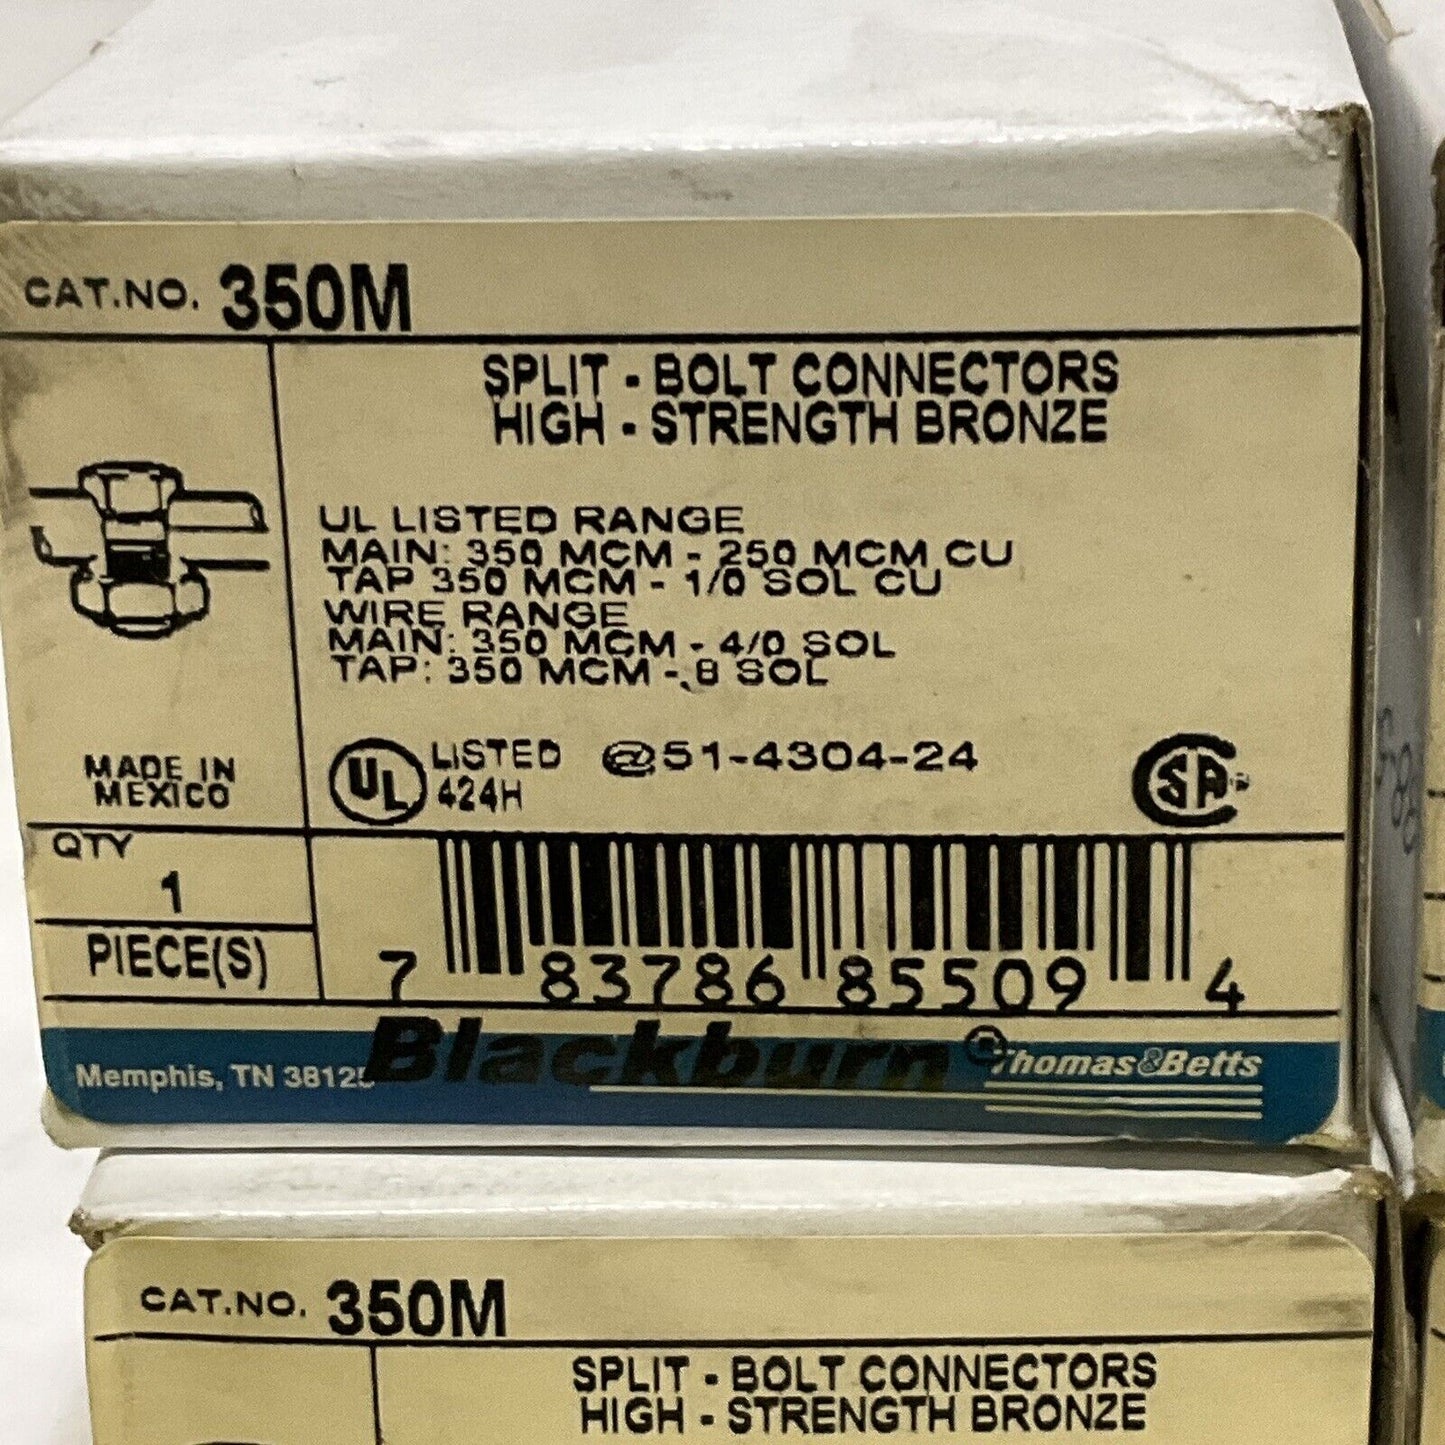 CAT.NO. 350M
SPLIT - BOLT CONNECTORS
HIGH - STRENGTH BRONZE
UL LISTED RANGE
MAIN: 350 MCM - 250 MCM CU
TAP 350 MCM - 1/0 SOL CU
WIRE RANGE
MAIN: 350 MCM - 4/0 SOL
TAP: 350 MCM - 8 SOL
MADE IN
MEXICO
UL LISTED @51-4304-24
424H
SA
QTY
1
PIECE(S)
7 83786 85509 4
Memphis, TN 38125
Blackburn
Thomas&Betts
CAT.NO. 350M
SPLIT - BOLT CONNECTORS
HIGH - STRENGTH BRONZE